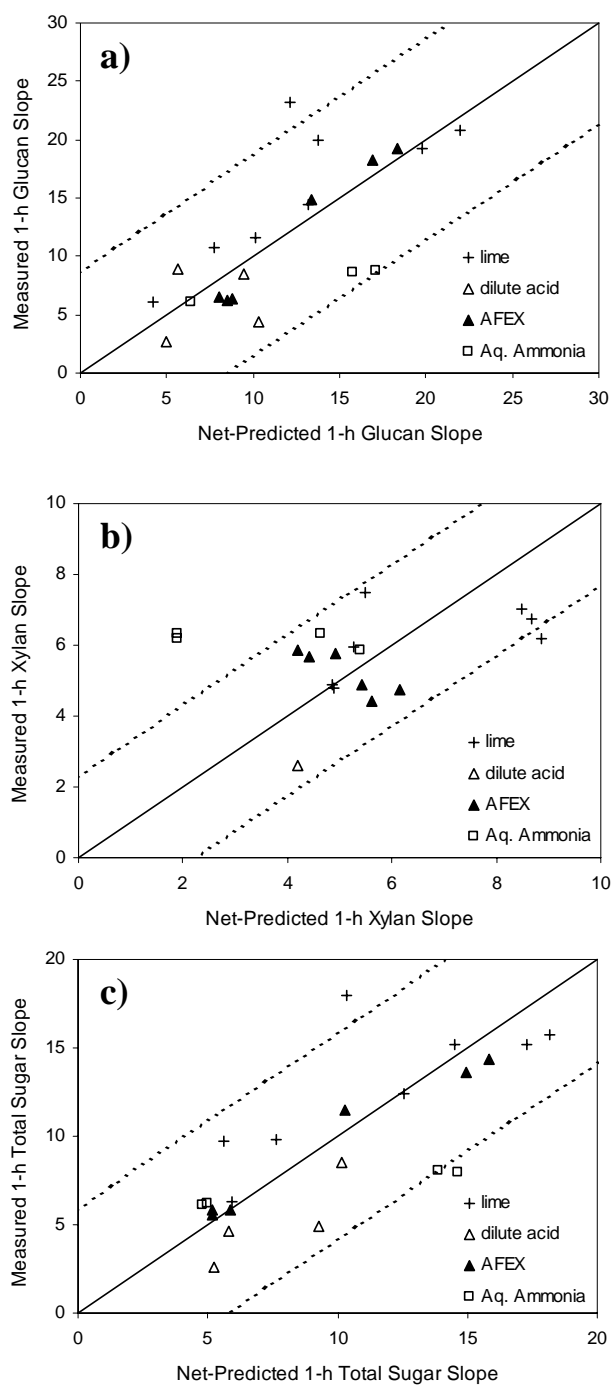 a)
Measured 1-h Glucan Slope
30
25
20
15
10
5
0
0 5 10 15 20 25 30
Net-Predicted 1-h Glucan Slope
lime
dilute acid
AFEX
Aq. Ammonia
b)
Measured 1-h Xylan Slope
10
8
6
4
2
0
0 2 4 6 8 10
Net-Predicted 1-h Xylan Slope
lime
dilute acid
AFEX
Aq. Ammonia
c)
Measured 1-h Total Sugar Slope
20
15
10
5
0
0 5 10 15 20
Net-Predicted 1-h Total Sugar Slope
lime
dilute acid
AFEX
Aq. Ammonia